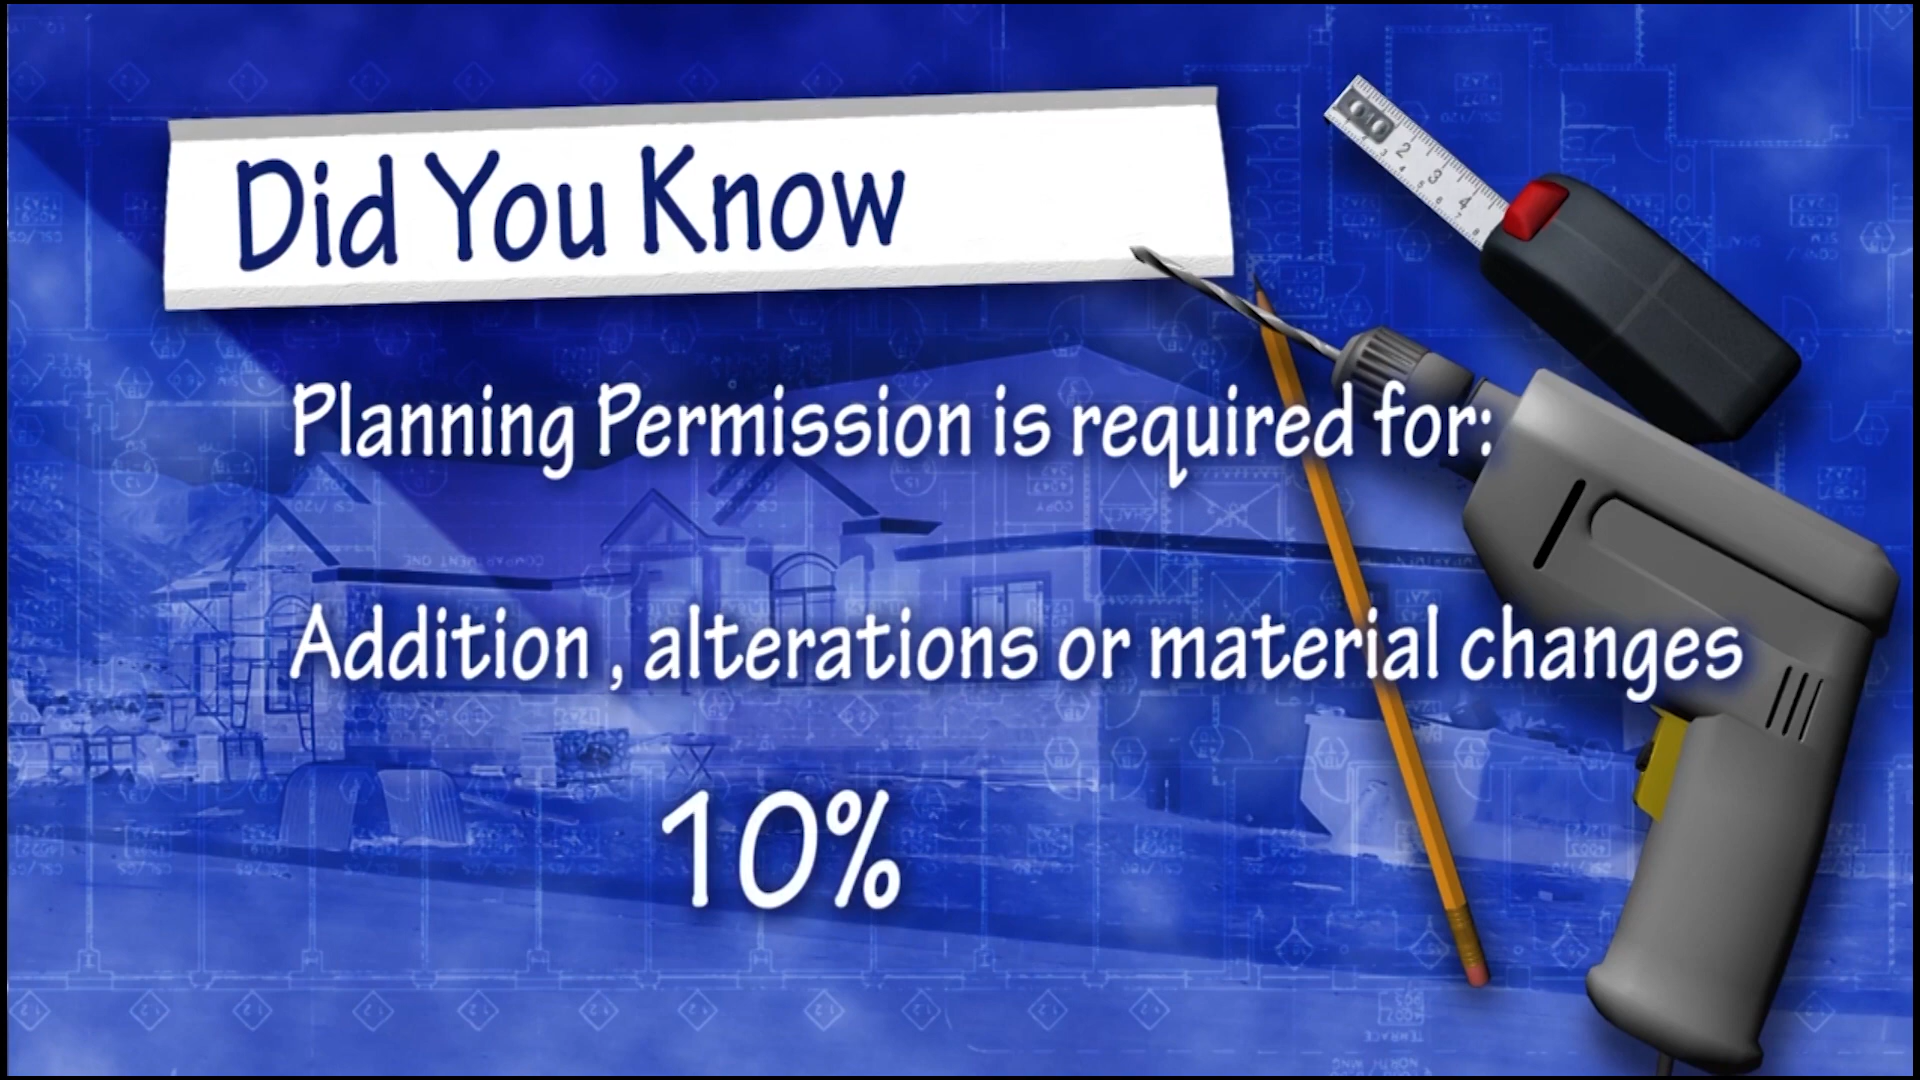 Did You Know
Planning Permission is required for:
Addition , alterations or material changes
10%